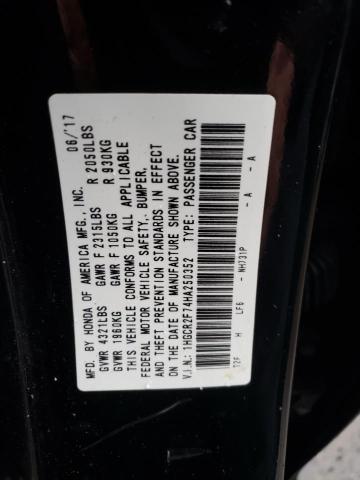 MFD. BY HONDA OF AMERICA MFG., INC. 06/'17
GVWR 4321LBS GAWR F 2315LBS R 2050LBS
GVWR 1960KG GAWR F 1050KG R 930KG
THIS VEHICLE CONFORMS TO ALL APPLICABLE
FEDERAL MOTOR VEHICLE SAFETY, BUMPER,
AND THEFT PREVENTION STANDARDS IN EFFECT
ON THE DATE OF MANUFACTURE SHOWN ABOVE.
V.I.N.: 1HGCR2F74HA250352 TYPE: PASSENGER CAR
T2F H LF6 - NH731P - A - A